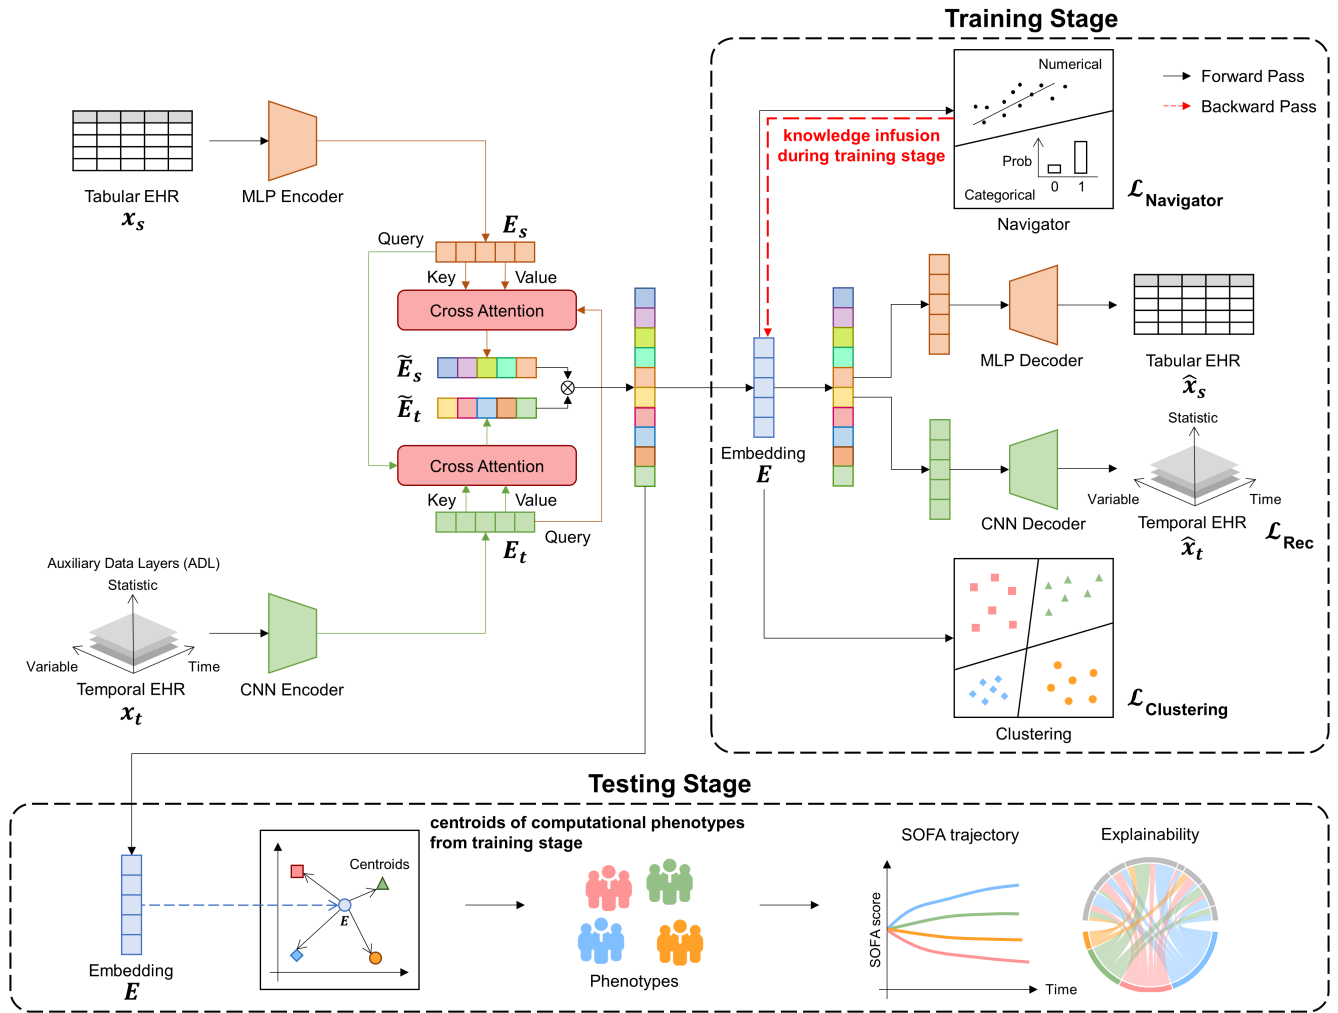 Training Stage
Numerical
Forward Pass
Backward Pass
knowledge infusion
during training stage
Prob
0 1
Categorical
Navigator
ℒNavigator
Tabular EHR
xₛ
MLP Encoder
Eₛ
Query
Key
Value
Cross Attention
Ẽₛ
Ẽₜ
Cross Attention
Key
Value
Query
Eₜ
Auxiliary Data Layers (ADL)
Statistic
Variable
Time
Temporal EHR
xₜ
CNN Encoder
Embedding
E
MLP Decoder
Tabular EHR
x̂ₛ
CNN Decoder
Statistic
Variable
Time
Temporal EHR
x̂ₜ
ℒRec
Clustering
ℒClustering
Testing Stage
Embedding
E
Centroids
E
centroids of computational phenotypes
from training stage
Phenotypes
SOFA trajectory
SOFA score
Time
Explainability